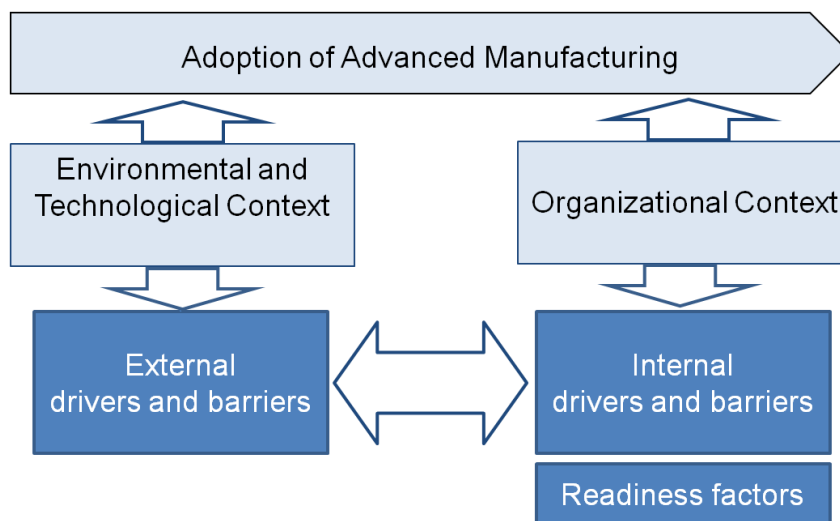 Adoption of Advanced Manufacturing
Environmental and
Technological Context
Organizational Context
External
drivers and barriers
Internal
drivers and barriers
Readiness factors